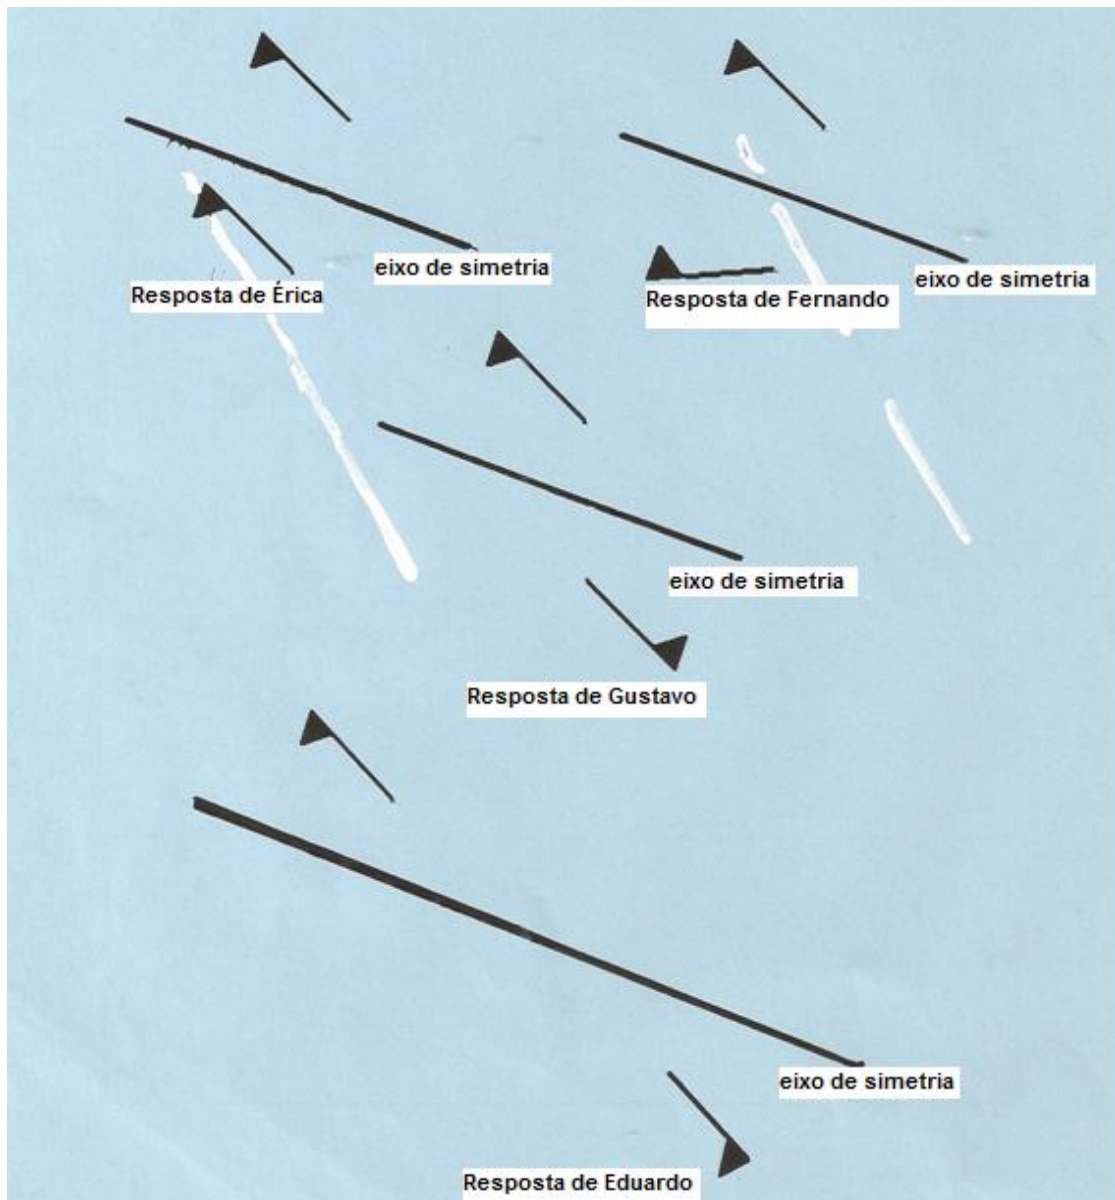 eixo de simetria
Resposta de Érica
eixo de simetria
Resposta de Fernando
eixo de simetria
Resposta de Gustavo
eixo de simetria
Resposta de Eduardo